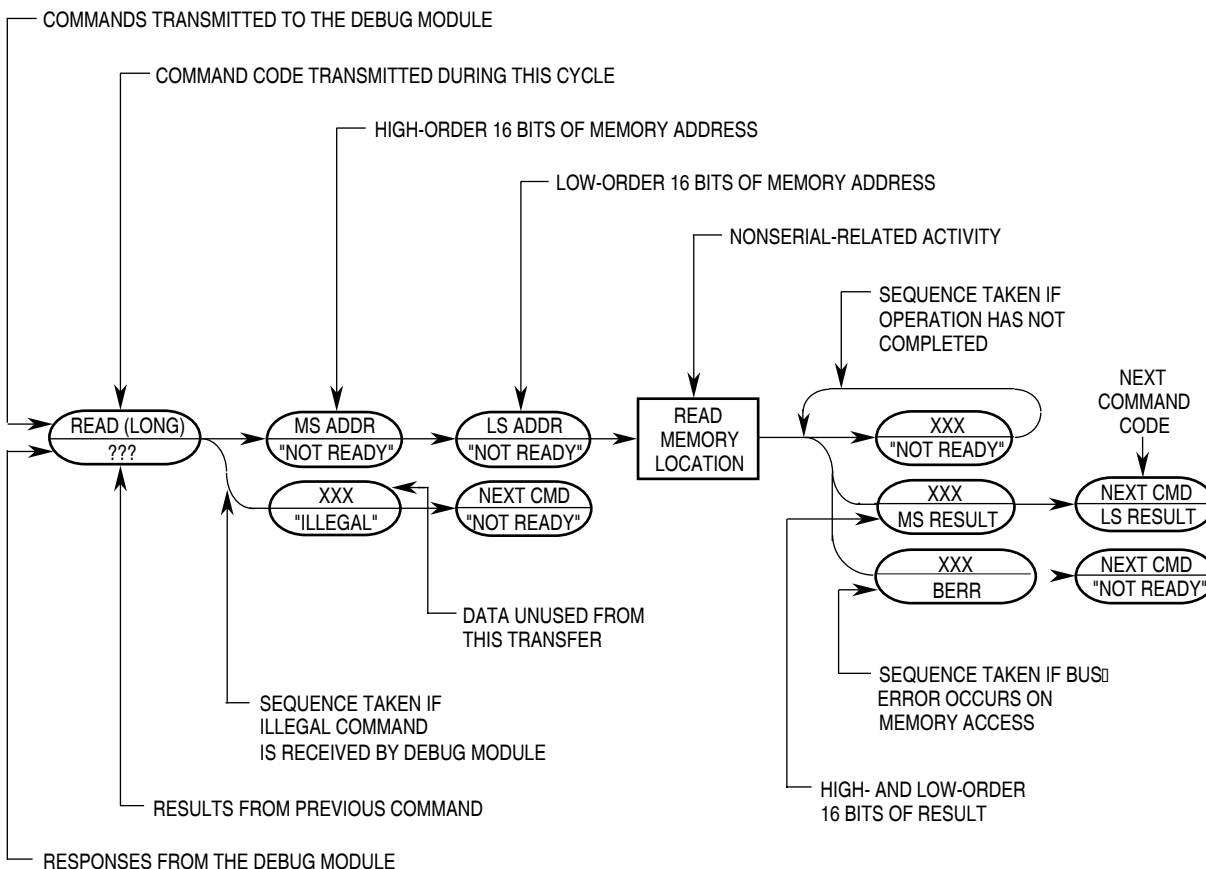 COMMANDS TRANSMITTED TO THE DEBUG MODULE
COMMAND CODE TRANSMITTED DURING THIS CYCLE
HIGH-ORDER 16 BITS OF MEMORY ADDRESS
LOW-ORDER 16 BITS OF MEMORY ADDRESS
NONSERIAL-RELATED ACTIVITY
SEQUENCE TAKEN IF
OPERATION HAS NOT
COMPLETED
NEXT
COMMAND
CODE
READ (LONG)
???
MS ADDR
"NOT READY"
LS ADDR
"NOT READY"
READ
MEMORY
LOCATION
XXX
"NOT READY"
XXX
"ILLEGAL"
NEXT CMD
"NOT READY"
XXX
MS RESULT
NEXT CMD
LS RESULT
XXX
BERR
NEXT CMD
"NOT READY"
DATA UNUSED FROM
THIS TRANSFER
SEQUENCE TAKEN IF BUS▯
ERROR OCCURS ON
MEMORY ACCESS
SEQUENCE TAKEN IF
ILLEGAL COMMAND
IS RECEIVED BY DEBUG MODULE
HIGH- AND LOW-ORDER
16 BITS OF RESULT
RESULTS FROM PREVIOUS COMMAND
RESPONSES FROM THE DEBUG MODULE